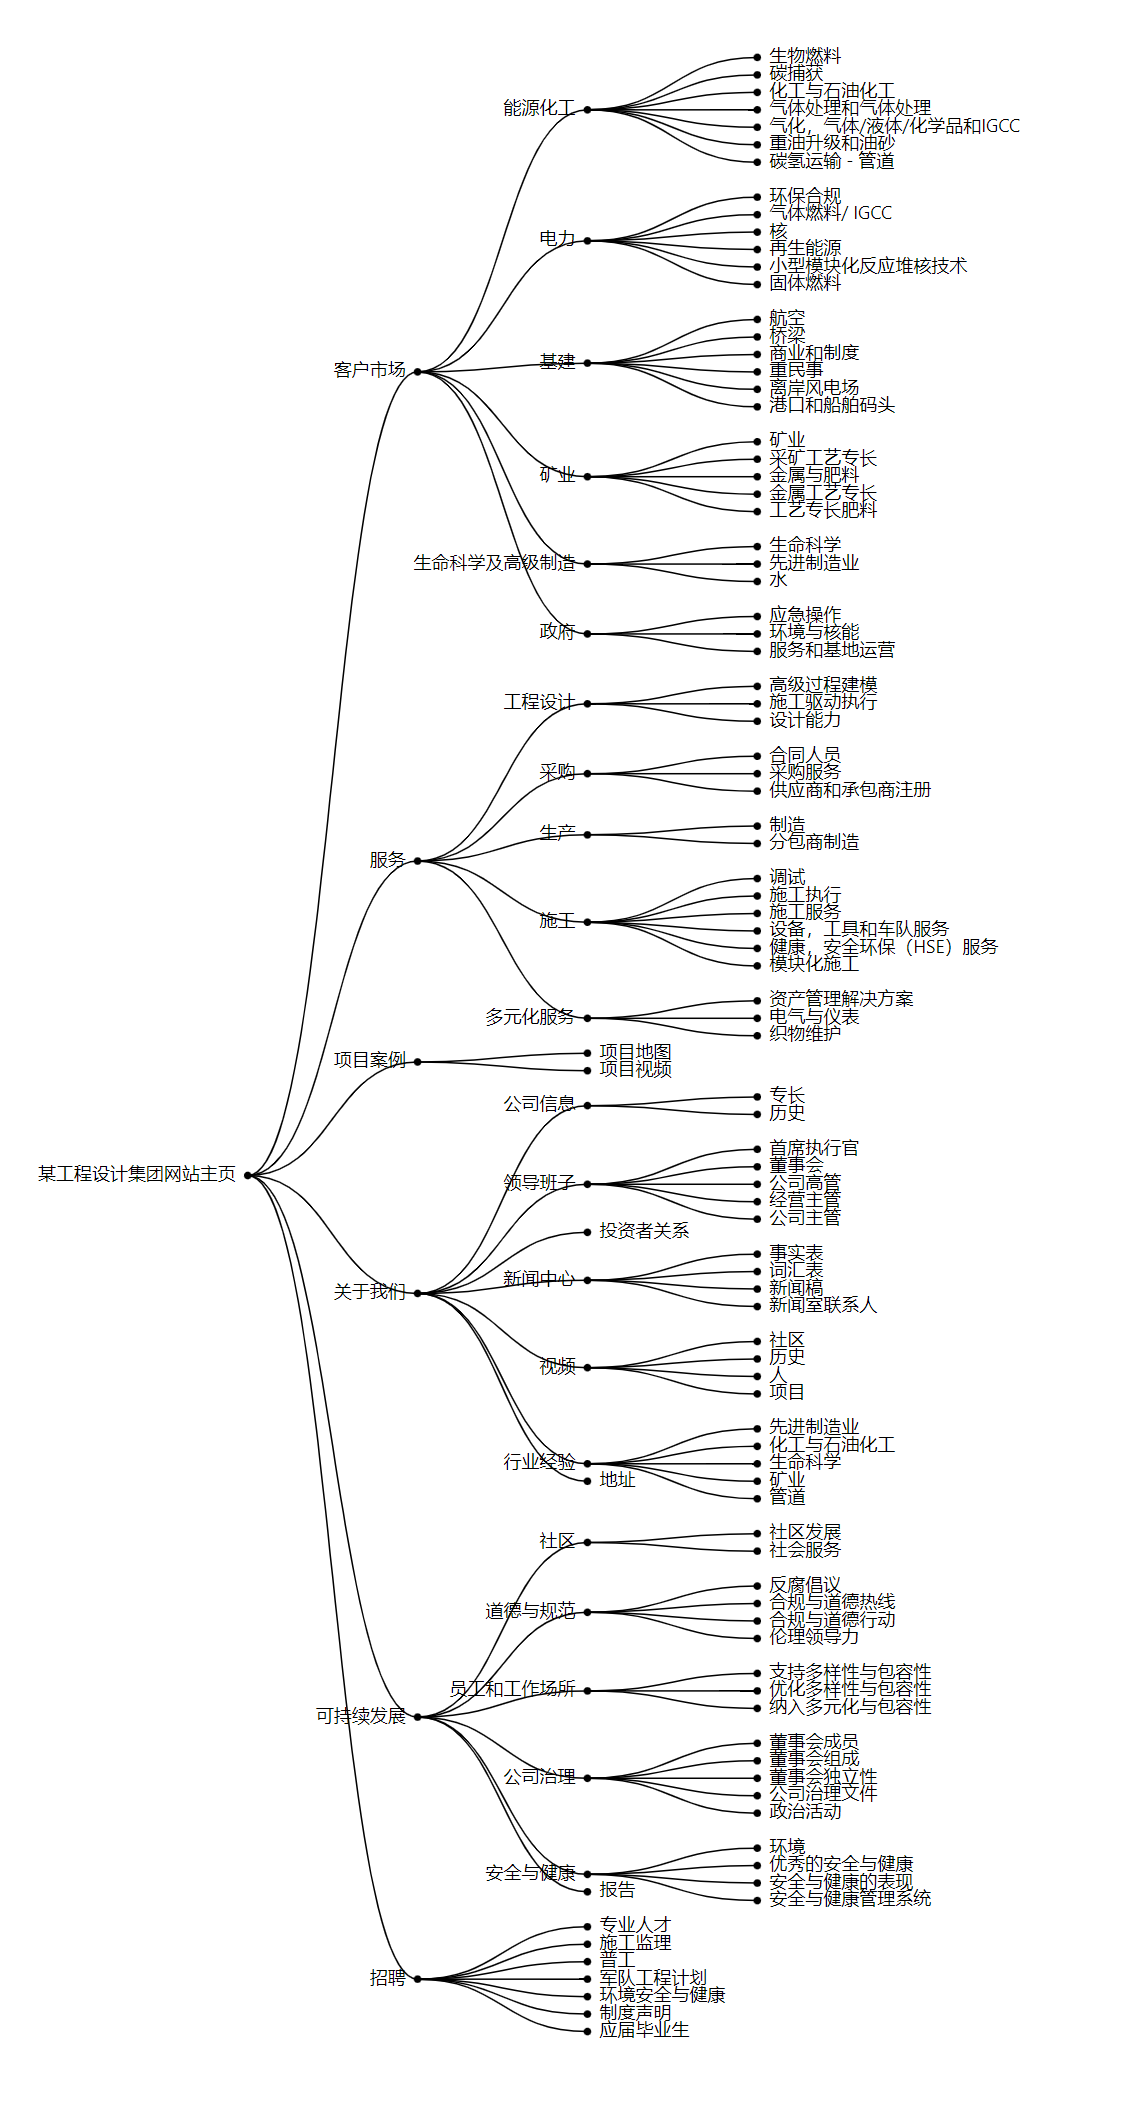 某工程设计集团网站主页
客户市场
能源化工
生物燃料
碳捕获
化工与石油化工
气体处理和气体处理
气化，气体/液体/化学品和IGCC
重油升级和油砂
碳氢运输 - 管道
电力
环保合规
气体燃料/ IGCC
核
再生能源
小型模块化反应堆核技术
固体燃料
基建
航空
桥梁
商业和制度
重民事
离岸风电场
港口和船舶码头
矿业
矿业
采矿工艺专长
金属与肥料
金属工艺专长
工艺专长肥料
生命科学及高级制造
生命科学
先进制造业
水
政府
应急操作
环境与核能
服务和基地运营
服务
工程设计
高级过程建模
施工驱动执行
设计能力
采购
合同人员
采购服务
供应商和承包商注册
生产
制造
分包商制造
施工
调试
施工执行
施工服务
设备，工具和车队服务
健康，安全环保（HSE）服务
模块化施工
多元化服务
资产管理解决方案
电气与仪表
织物维护
项目案例
项目地图
项目视频
关于我们
公司信息
专长
历史
领导班子
首席执行官
董事会
公司高管
经营主管
公司主管
投资者关系
新闻中心
事实表
词汇表
新闻稿
新闻室联系人
视频
社区
历史
人
项目
行业经验
先进制造业
化工与石油化工
生命科学
矿业
管道
地址
可持续发展
社区
社区发展
社会服务
道德与规范
反腐倡议
合规与道德热线
合规与道德行动
伦理领导力
员工和工作场所
支持多样性与包容性
优化多样性与包容性
纳入多元化与包容性
公司治理
董事会成员
董事会组成
董事会独立性
公司治理文件
政治活动
安全与健康
环境
优秀的安全与健康
安全与健康的表现
安全与健康管理系统
报告
招聘
专业人才
施工监理
普工
军队工程计划
环境安全与健康
制度声明
应届毕业生